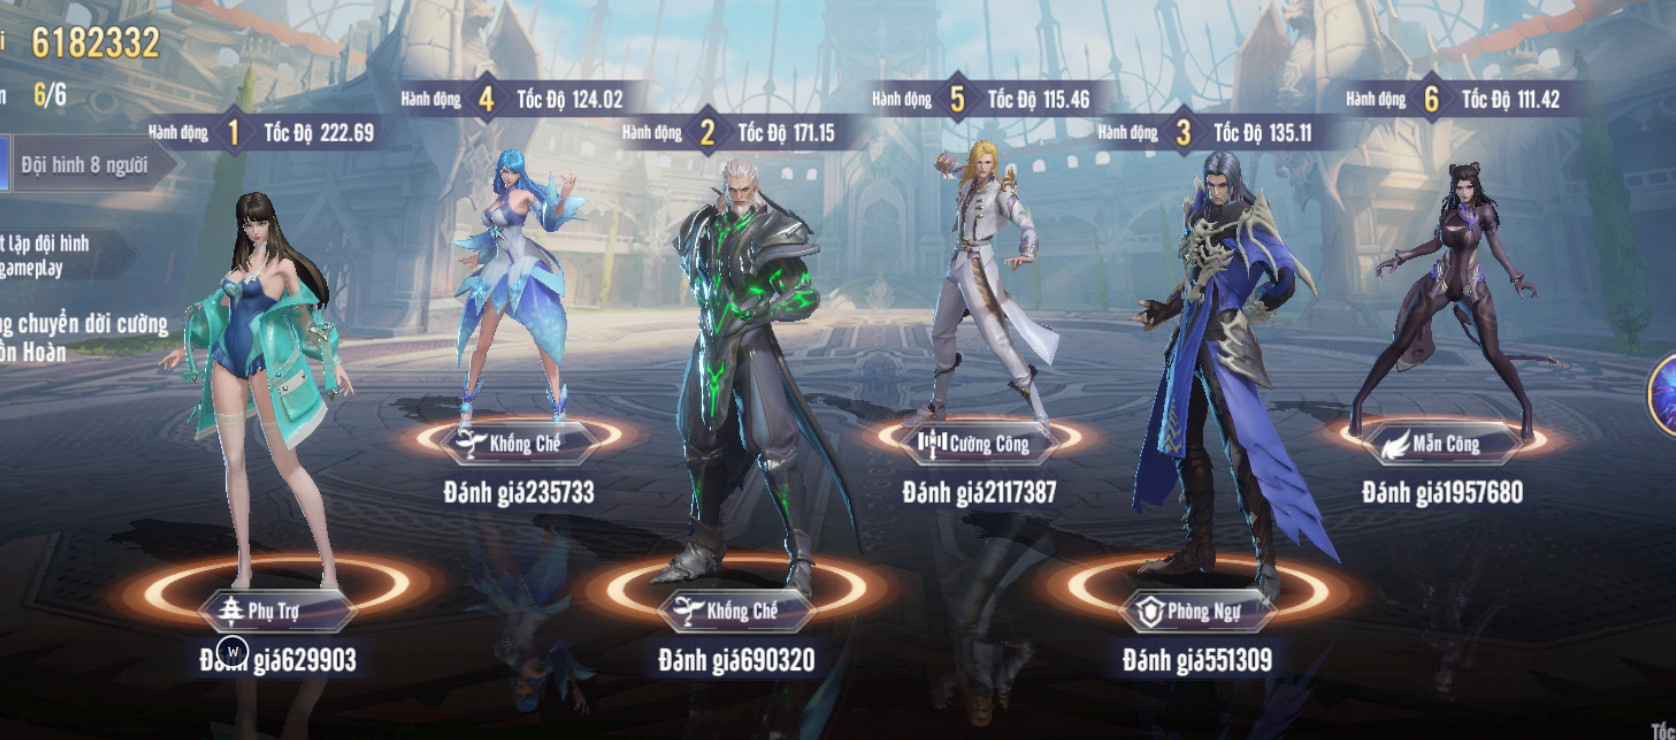 i 6182332
n 6/6
Đội hình 8 người
t lập đội hình
gameplay
g chuyển dời cường
ồn Hoàn
Hành động 1 Tốc Độ 222.69
Hành động 4 Tốc Độ 124.02
Hành động 2 Tốc Độ 171.15
Hành động 5 Tốc Độ 115.46
Hành động 3 Tốc Độ 135.11
Hành động 6 Tốc Độ 111.42
Khống Chế
Đánh giá235733
Cường Công
Đánh giá2117387
Mẫn Công
Đánh giá1957680
Phụ Trợ
W
Đánh giá629903
Khống Chế
Đánh giá690320
Phòng Ngự
Đánh giá551309
Tốc